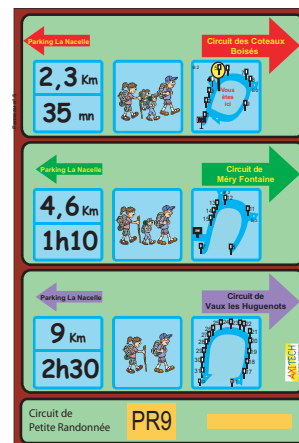 Parking La Nacelle
Circuit des Coteaux
Boisés
2,3 Km
35 mn
Vous
êtes
ici
Parking La Nacelle
Circuit de
Méry Fontaine
4,6 Km
1h10
Parking La Nacelle
Circuit de
Vaux les Huguenots
9 Km
2h30
AXITECH
Circuit de
Petite Randonnée
PR9